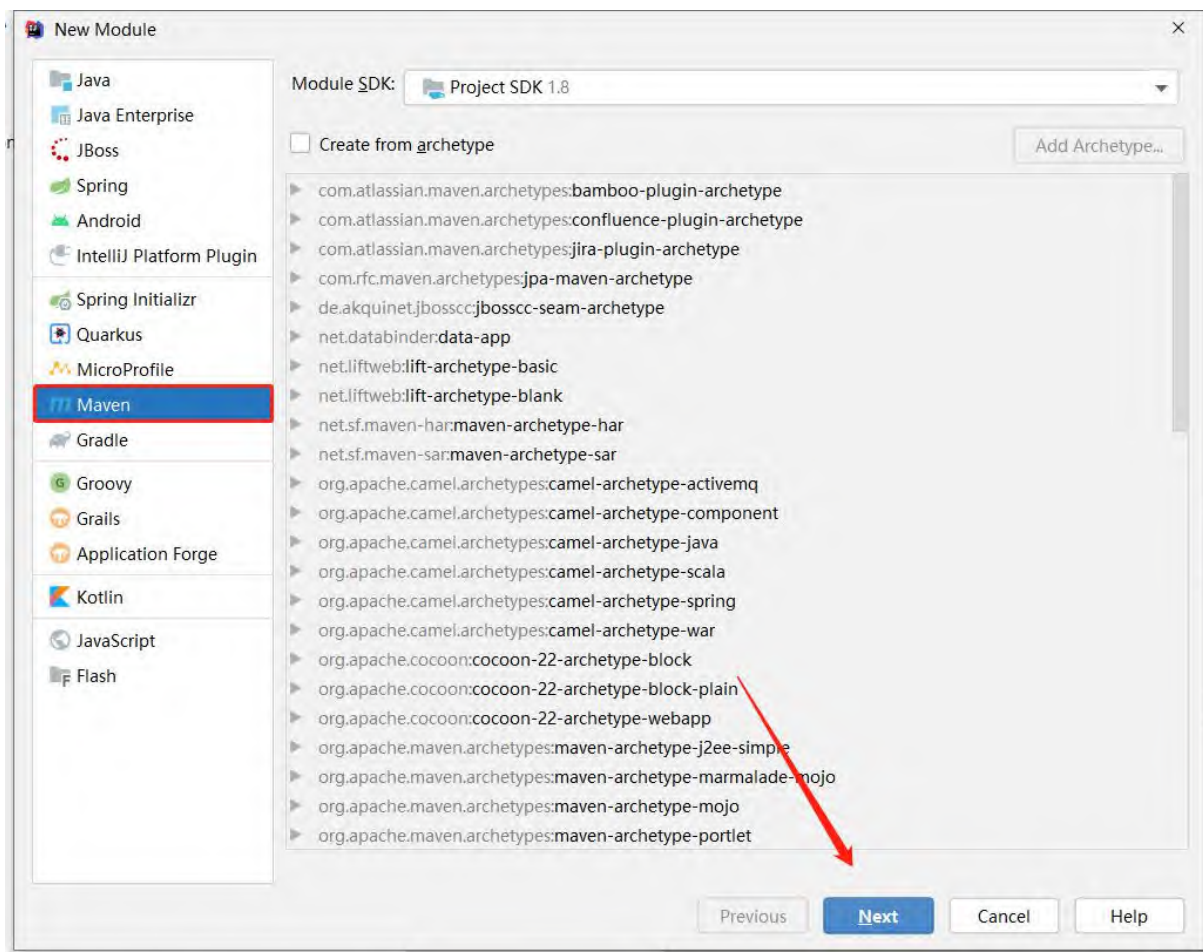 New Module
Java
Java Enterprise
JBoss
Spring
Android
IntelliJ Platform Plugin
Spring Initializr
Quarkus
MicroProfile
Maven
Gradle
Groovy
Grails
Application Forge
Kotlin
JavaScript
Flash
Module SDK: Project SDK 1.8
Create from archetype
Add Archetype...
com.atlassian.maven.archetypes:bamboo-plugin-archetype
com.atlassian.maven.archetypes:confluence-plugin-archetype
com.atlassian.maven.archetypes:jira-plugin-archetype
com.rfc.maven.archetypes:jpa-maven-archetype
de.akquinet.jbosscc:jbosscc-seam-archetype
net.databinder:data-app
net.liftweb:lift-archetype-basic
net.liftweb:lift-archetype-blank
net.sf.maven-har:maven-archetype-har
net.sf.maven-sar:maven-archetype-sar
org.apache.camel.archetypes:camel-archetype-activemq
org.apache.camel.archetypes:camel-archetype-component
org.apache.camel.archetypes:camel-archetype-java
org.apache.camel.archetypes:camel-archetype-scala
org.apache.camel.archetypes:camel-archetype-spring
org.apache.camel.archetypes:camel-archetype-war
org.apache.cocoon:cocoon-22-archetype-block
org.apache.cocoon:cocoon-22-archetype-block-plain
org.apache.cocoon:cocoon-22-archetype-webapp
org.apache.maven.archetypes:maven-archetype-j2ee-simple
org.apache.maven.archetypes:maven-archetype-marmalade-mojo
org.apache.maven.archetypes:maven-archetype-mojo
org.apache.maven.archetypes:maven-archetype-portlet
Previous
Next
Cancel
Help